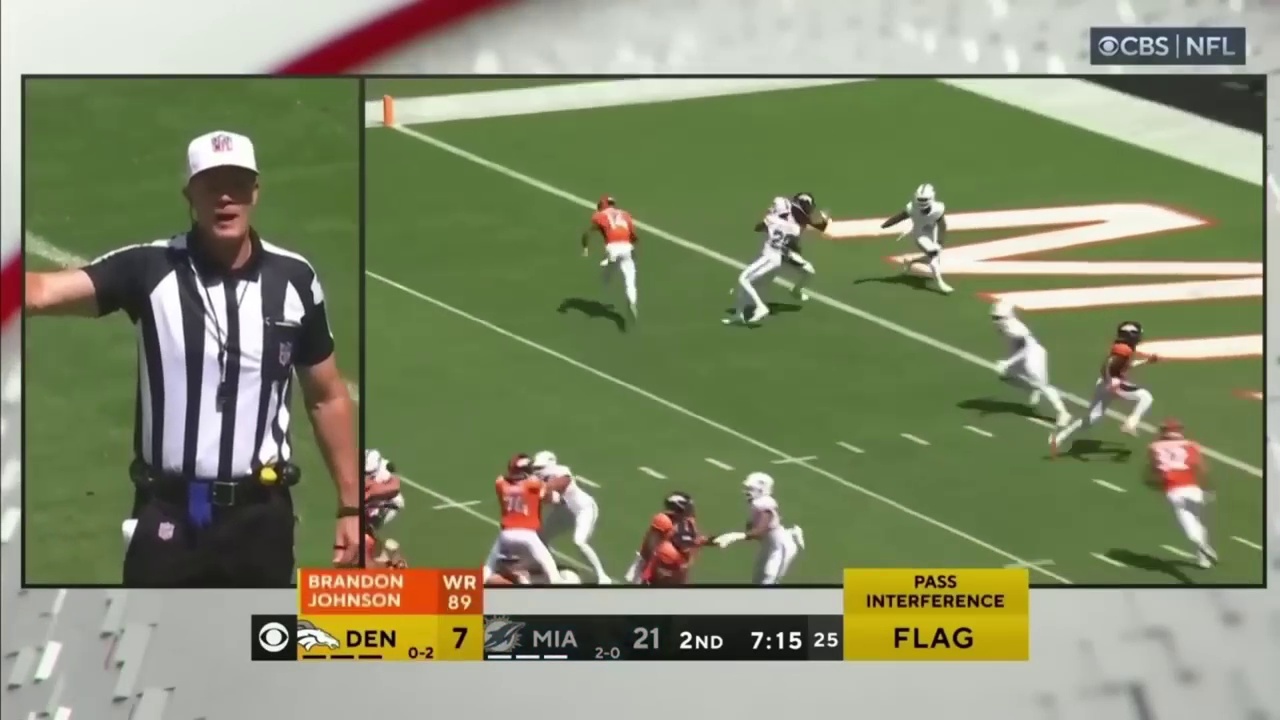 CBS | NFL
BRANDON JOHNSON
WR 89
DEN 0-2 7
MIA 2-0 21
2ND 7:15 25
PASS INTERFERENCE
FLAG
14